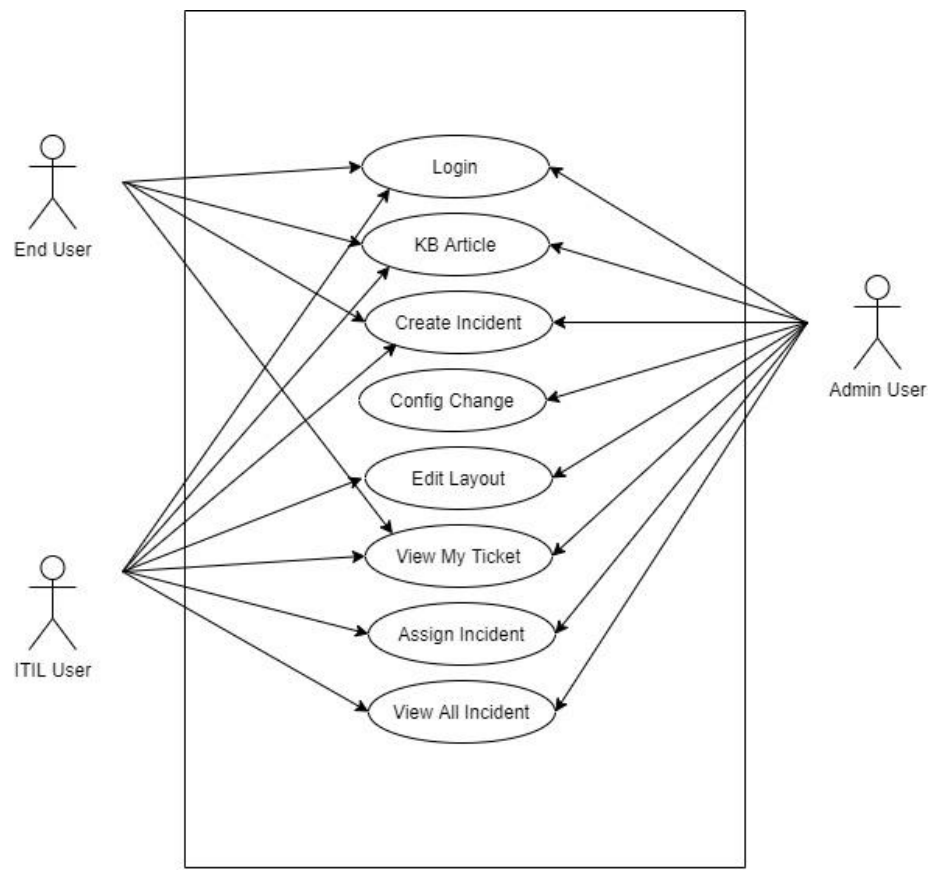 Login
End User
KB Article
Create Incident
Admin User
Config Change
Edit Layout
View My Ticket
Assign Incident
ITIL User
View All Incident